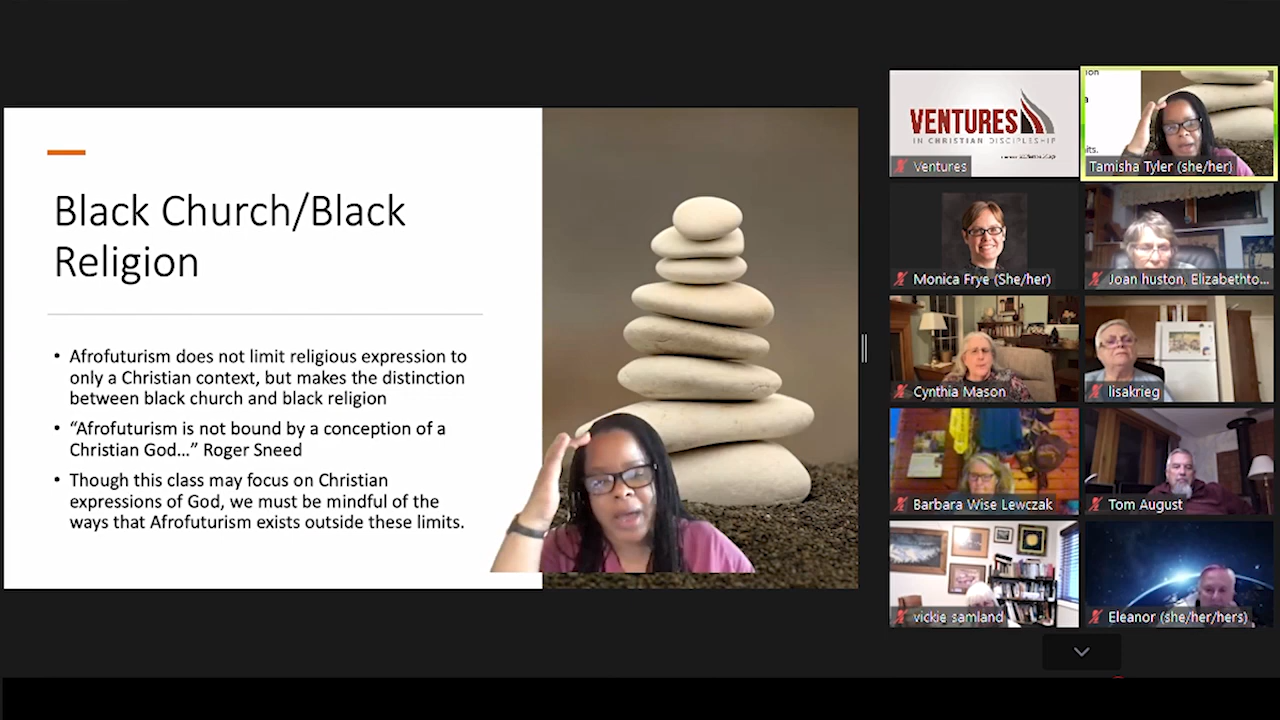 Black Church/Black
Religion
• Afrofuturism does not limit religious expression to
only a Christian context, but makes the distinction
between black church and black religion
• “Afrofuturism is not bound by a conception of a
Christian God...” Roger Sneed
• Though this class may focus on Christian
expressions of God, we must be mindful of the
ways that Afrofuturism exists outside these limits.
VENTURES
IN CHRISTIAN DISCIPLESHIP
Ventures
Tamisha Tyler (she/her)
Monica Frye (She/her)
Joan huston, Elizabethto...
Cynthia Mason
lisakrieg
Barbara Wise Lewczak
Tom August
vickie samland
Eleanor (she/her/hers)